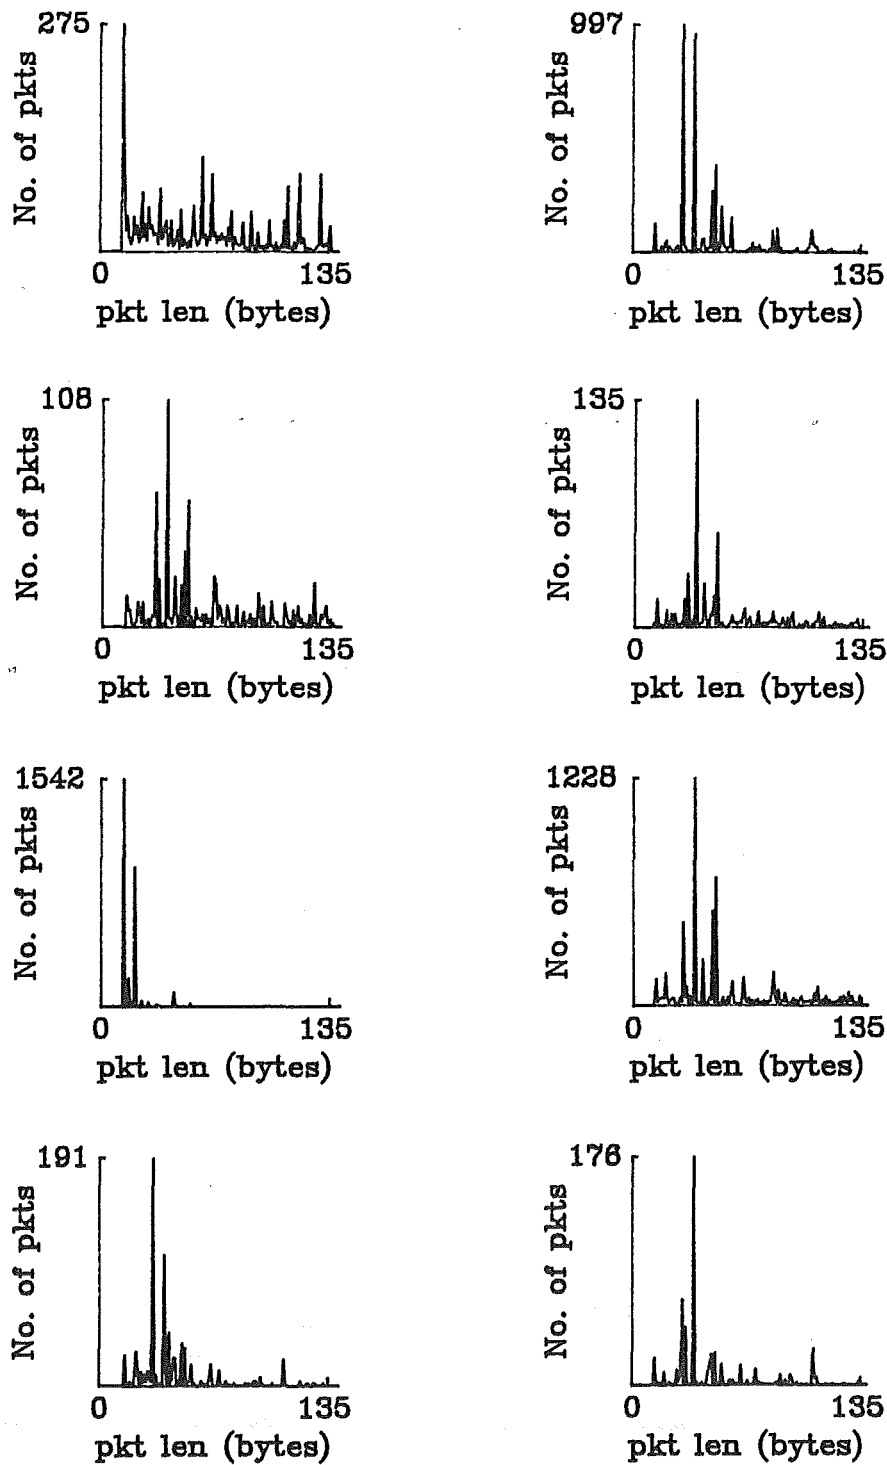 275
No. of pkts
0 135
pkt len (bytes)
997
No. of pkts
0 135
pkt len (bytes)
108
No. of pkts
0 135
pkt len (bytes)
135
No. of pkts
0 135
pkt len (bytes)
1542
No. of pkts
0 135
pkt len (bytes)
1228
No. of pkts
0 135
pkt len (bytes)
191
No. of pkts
0 135
pkt len (bytes)
176
No. of pkts
0 135
pkt len (bytes)